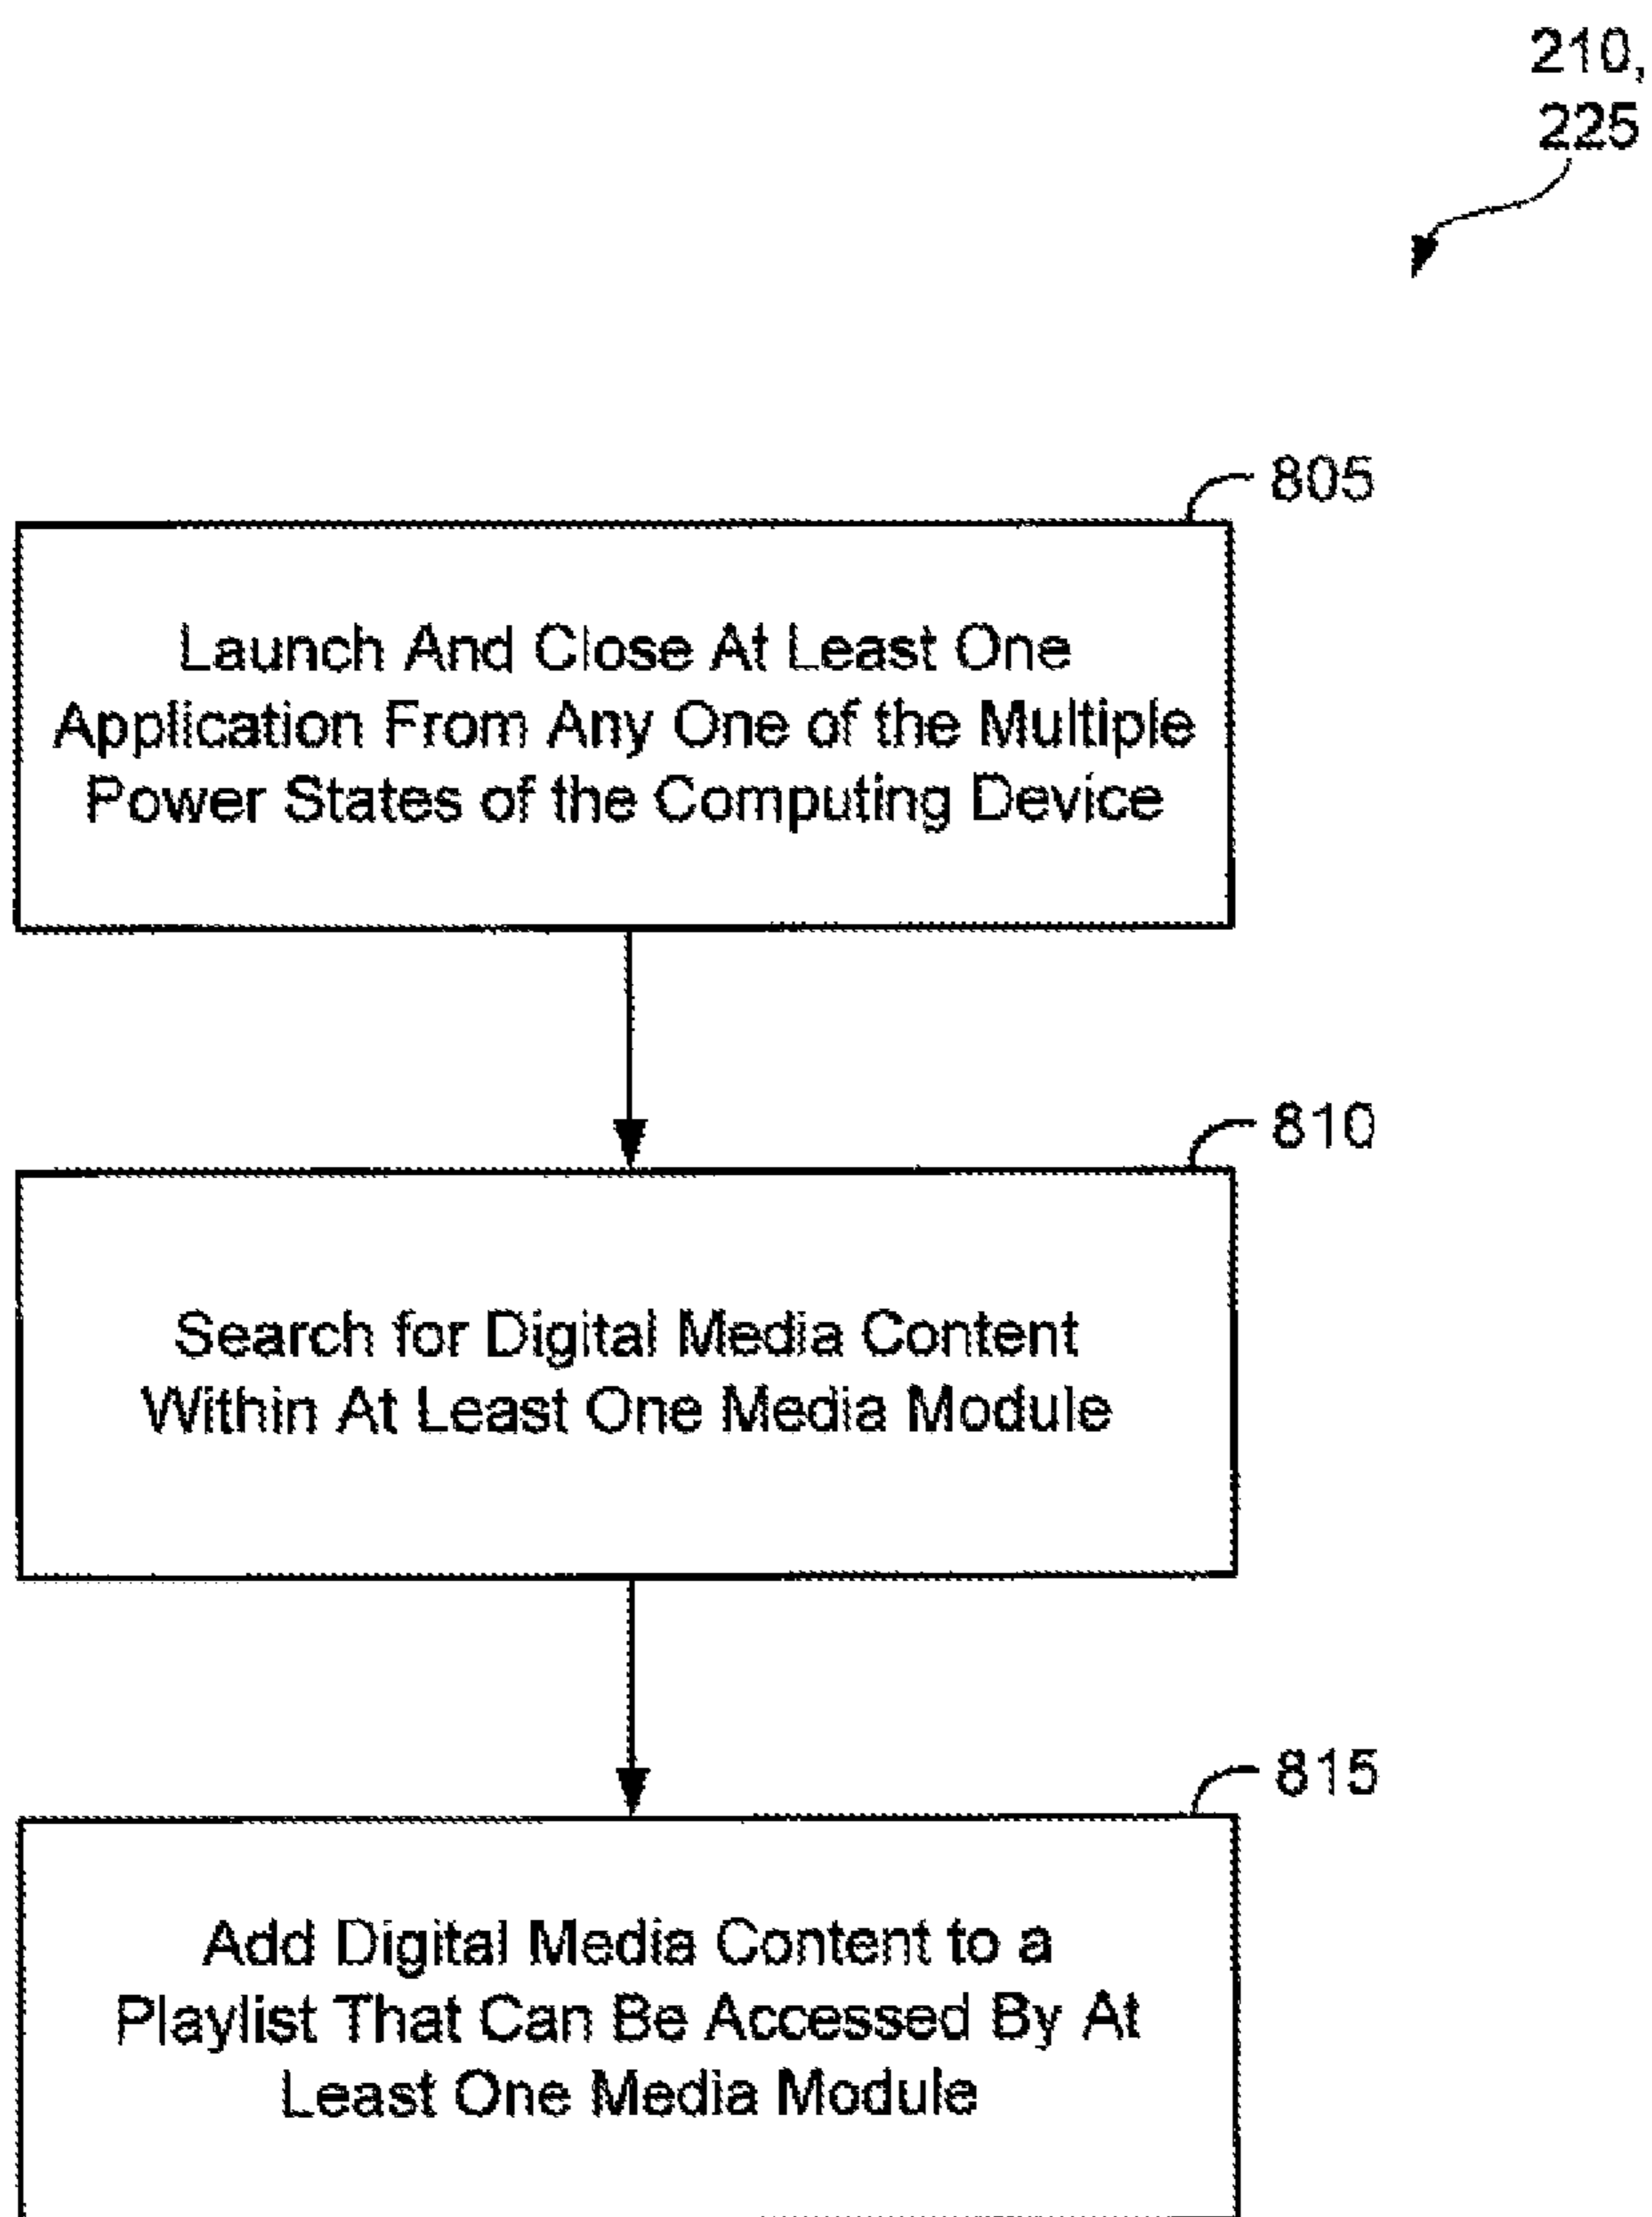 210,
225
805
Launch And Close At Least One
Application From Any One of the Multiple
Power States of the Computing Device
810
Search for Digital Media Content
Within At Least One Media Module
815
Add Digital Media Content to a
Playlist That Can Be Accessed By At
Least One Media Module